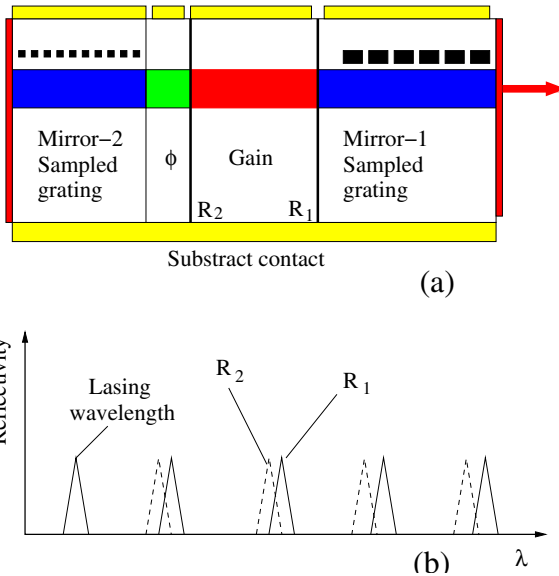 Mirror−2
Sampled
grating
ϕ
Gain
R2
R1
Mirror−1
Sampled
grating
Substract contact
(a)
Reflectivity
Lasing
wavelength
R2
R1
λ
(b)